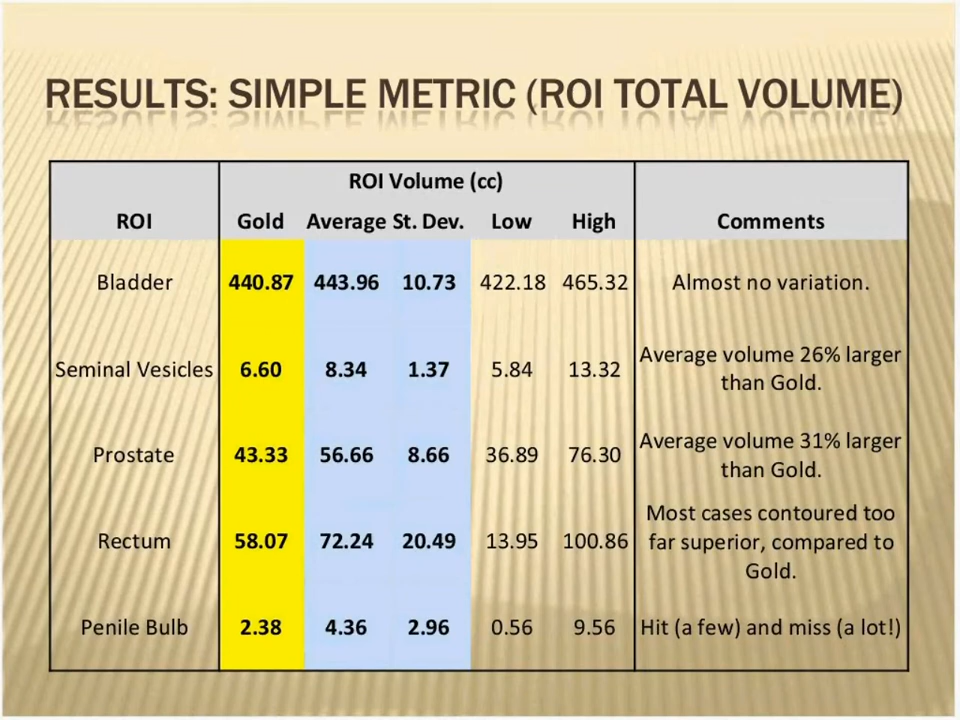 RESULTS: SIMPLE METRIC (ROI TOTAL VOLUME)
ROI Volume (cc)
ROI Gold Average St. Dev. Low High Comments
Bladder 440.87 443.96 10.73 422.18 465.32 Almost no variation.
Seminal Vesicles 6.60 8.34 1.37 5.84 13.32 Average volume 26% larger
than Gold.
Prostate 43.33 56.66 8.66 36.89 76.30 Average volume 31% larger
than Gold.
Most cases contoured too
Rectum 58.07 72.24 20.49 13.95 100.86 far superior, compared to
Gold.
Penile Bulb 2.38 4.36 2.96 0.56 9.56 Hit (a few) and miss (a lot!)